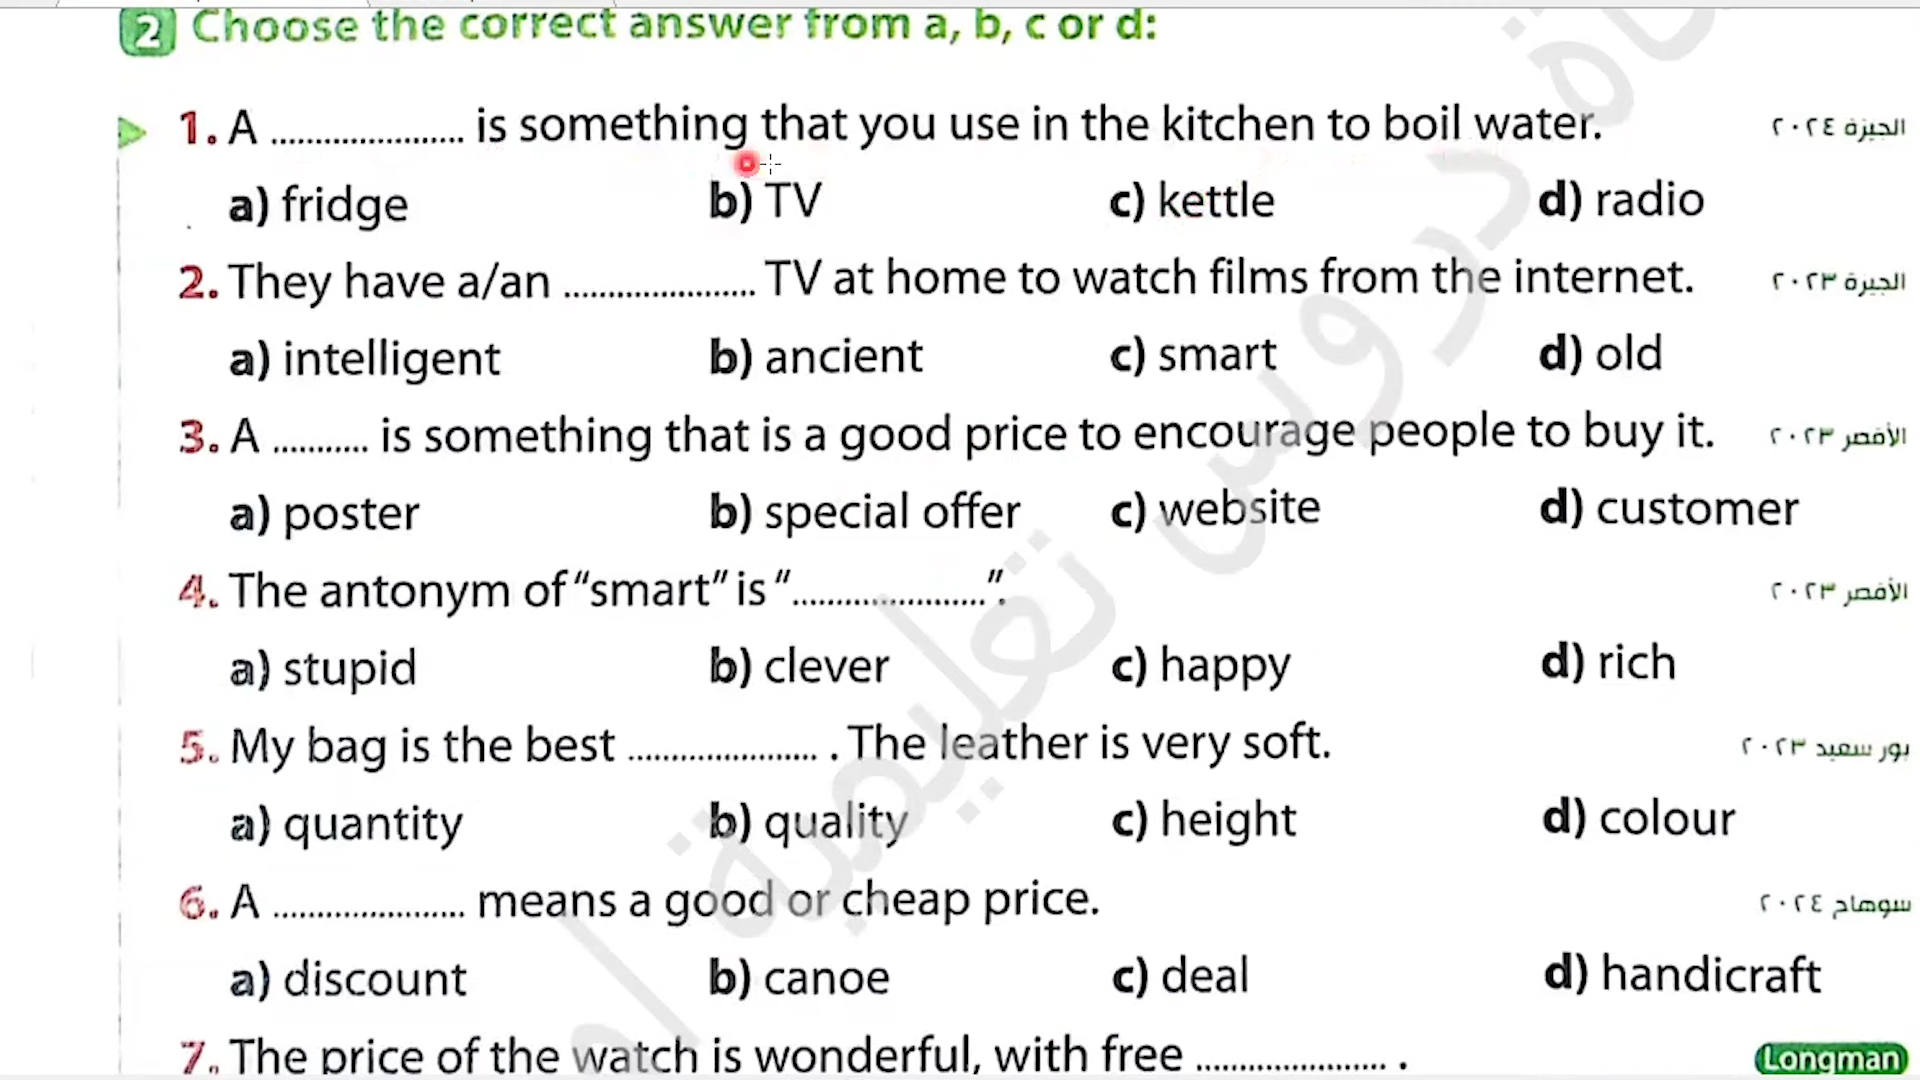 2 Choose the correct answer from a, b, c or d:
1. A ..................... is something that you use in the kitchen to boil water. الجيزة ٢٠٢٤
a) fridge b) TV c) kettle d) radio
2. They have a/an ..................... TV at home to watch films from the internet. الجيزة ٢٠٢٣
a) intelligent b) ancient c) smart d) old
3. A ........... is something that is a good price to encourage people to buy it. الأقصر ٢٠٢٣
a) poster b) special offer c) website d) customer
4. The antonym of “smart” is “.....................”. الأقصر ٢٠٢٣
a) stupid b) clever c) happy d) rich
5. My bag is the best ..................... . The leather is very soft. بور سعيد ٢٠٢٣
a) quantity b) quality c) height d) colour
6. A ..................... means a good or cheap price. سوهاج ٢٠٢٤
a) discount b) canoe c) deal d) handicraft
7. The price of the watch is wonderful, with free ..................... . Longman
دروس تعليمية